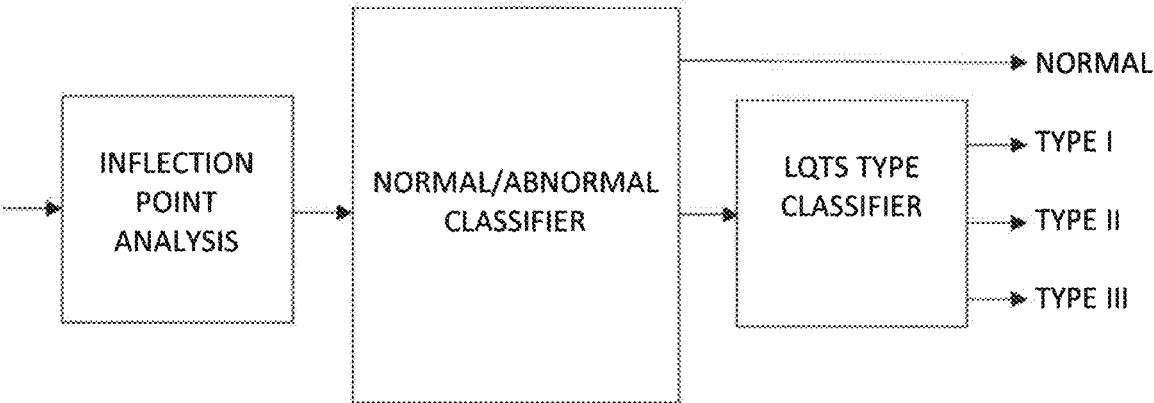 INFLECTION
POINT
ANALYSIS
NORMAL/ABNORMAL
CLASSIFIER
LQTS TYPE
CLASSIFIER
NORMAL
TYPE I
TYPE II
TYPE III